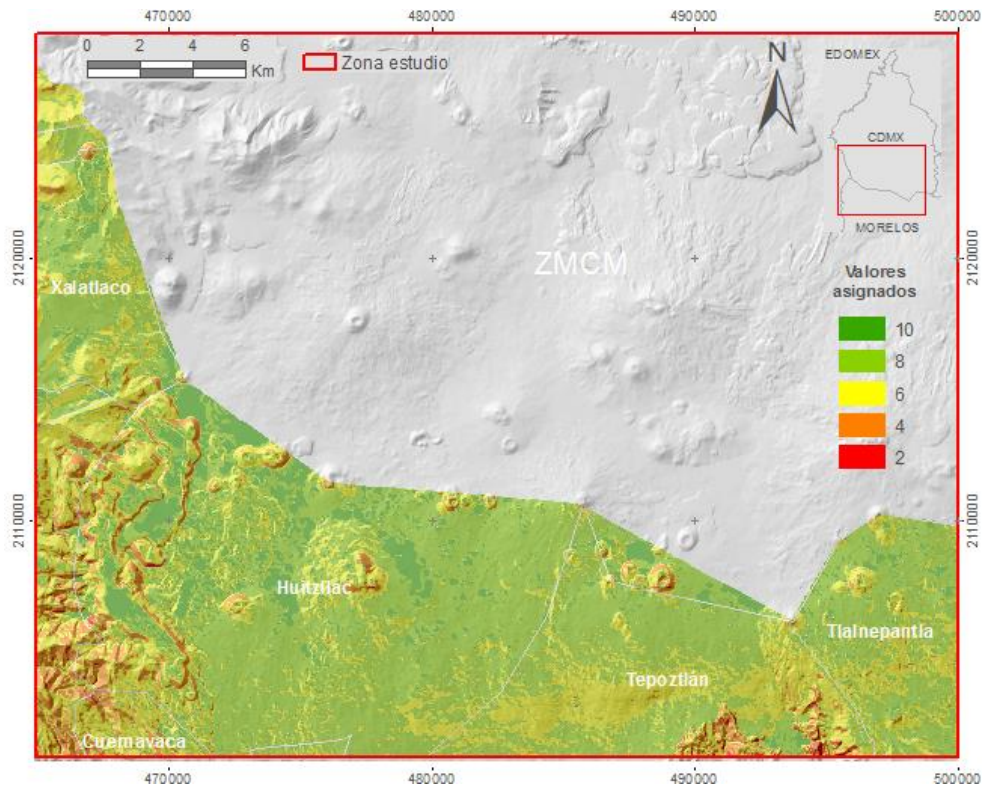 470000 480000 490000 500000
0 2 4 6
Km
Zona estudio
N
EDOMEX
CDMX
MORELOS
2120000
2120000
ZMCM
Xalatlaco
Valores
asignados
10
8
6
4
2
2110000
2110000
Huitzilac
Tlalnepantla
Tepoztlán
Cuernavaca
470000 480000 490000 500000